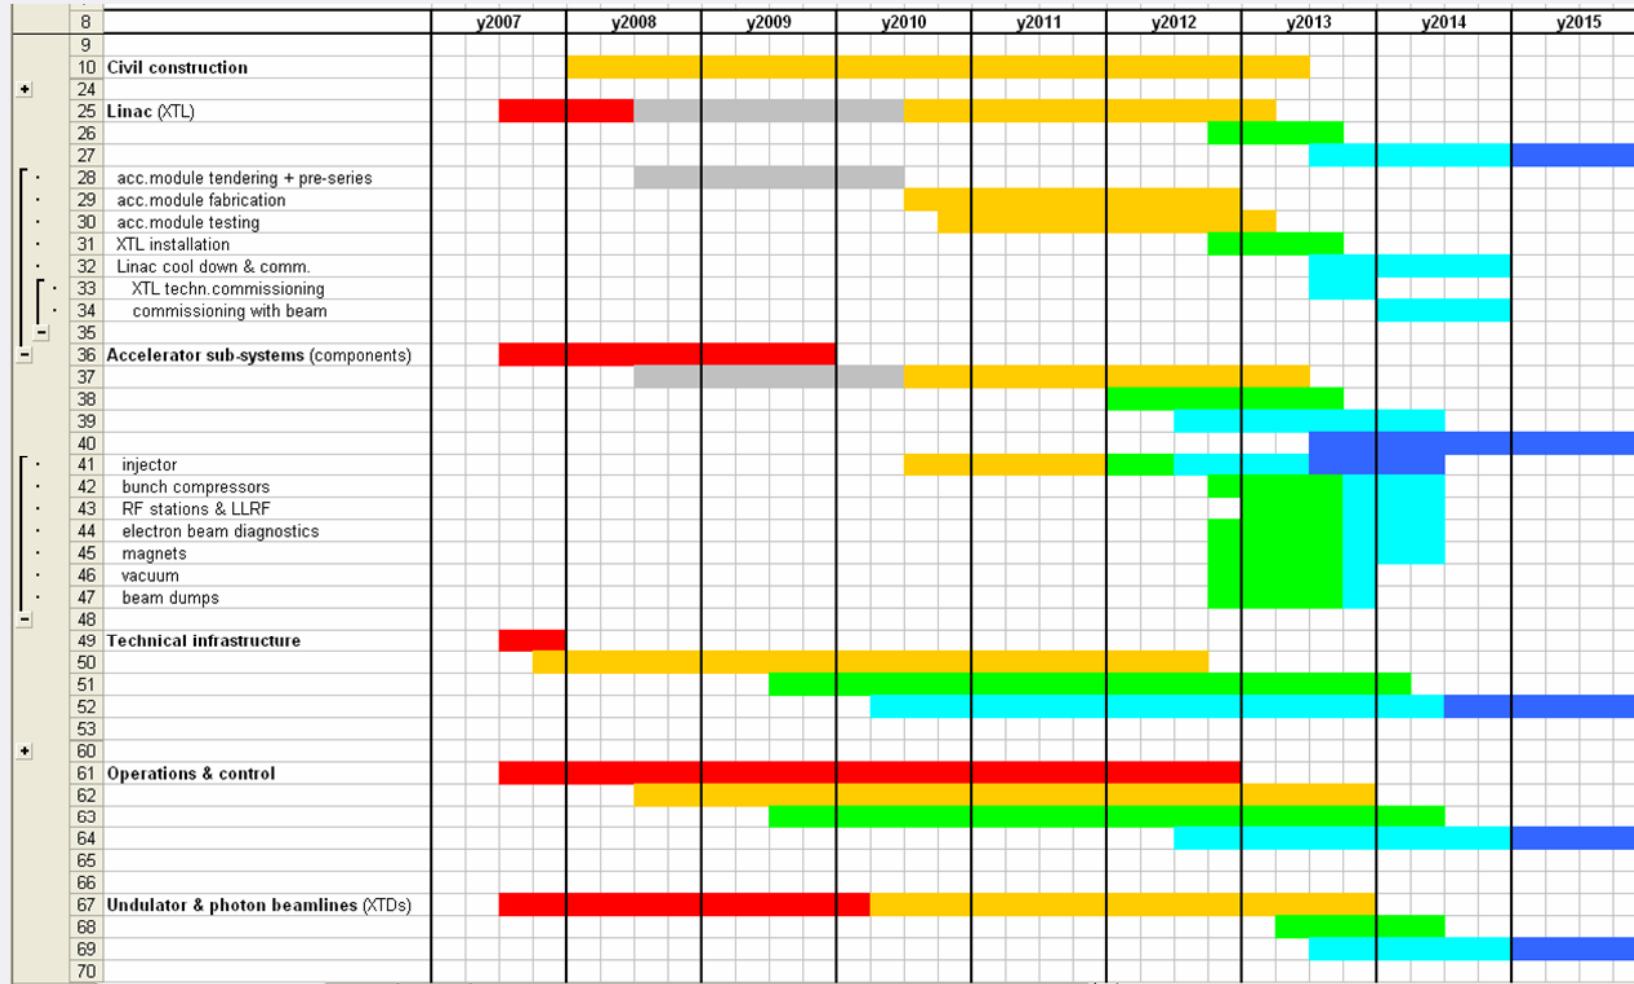 8 y2007 y2008 y2009 y2010 y2011 y2012 y2013 y2014 y2015
9
10 Civil construction
+ 24
25 Linac (XTL)
26
27
28 acc.module tendering + pre-series
29 acc.module fabrication
30 acc.module testing
31 XTL installation
32 Linac cool down & comm.
33 XTL techn.commissioning
34 commissioning with beam
- 35
- 36 Accelerator sub-systems (components)
37
38
39
40
41 injector
42 bunch compressors
43 RF stations & LLRF
44 electron beam diagnostics
45 magnets
46 vacuum
47 beam dumps
- 48
49 Technical infrastructure
50
51
52
53
+ 60
61 Operations & control
62
63
64
65
66
67 Undulator & photon beamlines (XTDs)
68
69
70